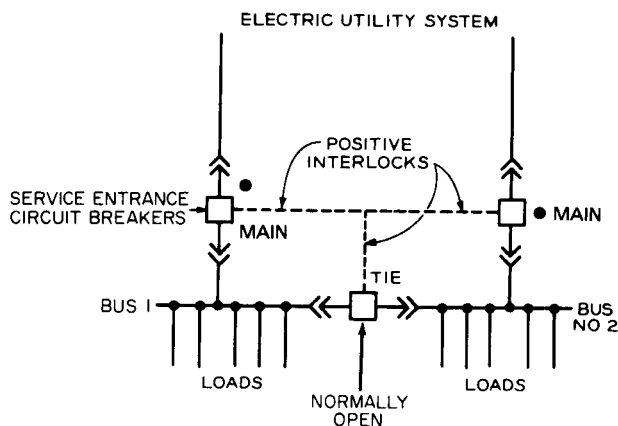 ELECTRIC UTILITY SYSTEM
POSITIVE
INTERLOCKS
SERVICE ENTRANCE
CIRCUIT BREAKERS
MAIN
MAIN
TIE
BUS 1
BUS
NO 2
LOADS
LOADS
NORMALLY
OPEN